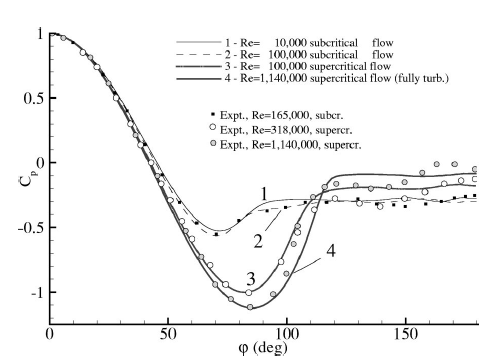 1
1 - Re= 10,000 subcritical flow
2 - Re= 100,000 subcritical flow
3 - Re= 100,000 supercritical flow
4 - Re=1,140,000 supercritical flow (fully turb.)
0.5
Expt., Re=165,000, subcr.
Expt., Re=318,000, supercr.
Expt., Re=1,140,000, supercr.
0
C̄p
1
-0.5
2
4
3
-1
0 50 100 150
φ (deg)